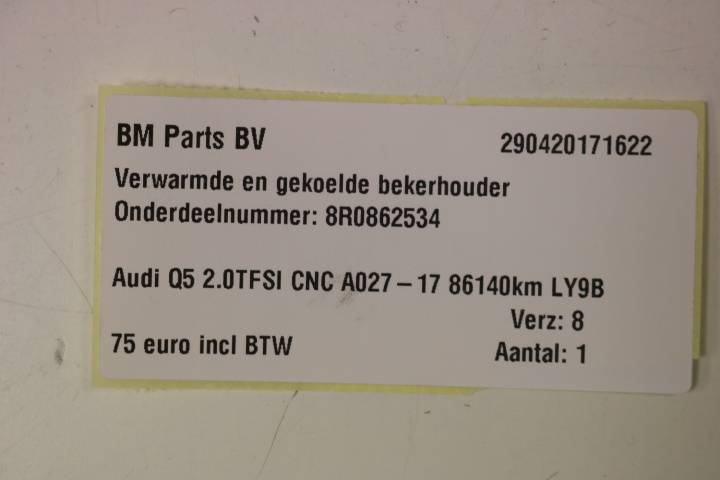 BM Parts BV 290420171622
Verwarmde en gekoelde bekerhouder
Onderdeelnummer: 8R0862534
Audi Q5 2.0TFSI CNC A027-17 86140km LY9B
Verz: 8
75 euro incl BTW Aantal: 1